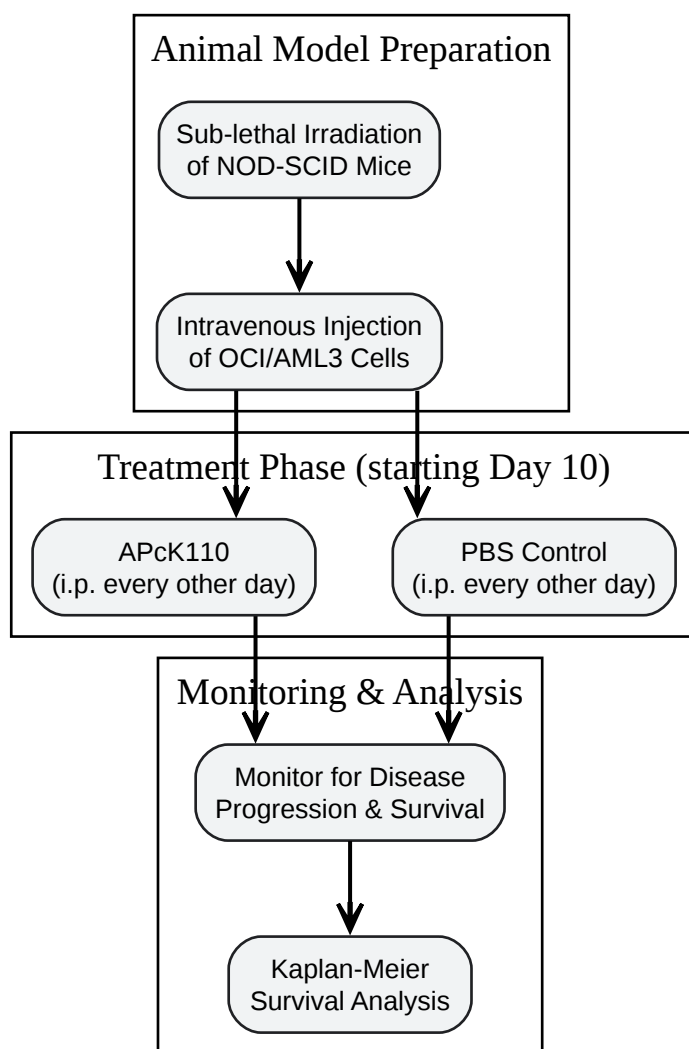 Animal Model Preparation
Sub-lethal Irradiation
of NOD-SCID Mice
Intravenous Injection
of OCI/AML3 Cells
Treatment Phase (starting Day 10)
APcK110
(i.p. every other day)
PBS Control
(i.p. every other day)
Monitoring & Analysis
Monitor for Disease
Progression & Survival
Kaplan-Meier
Survival Analysis